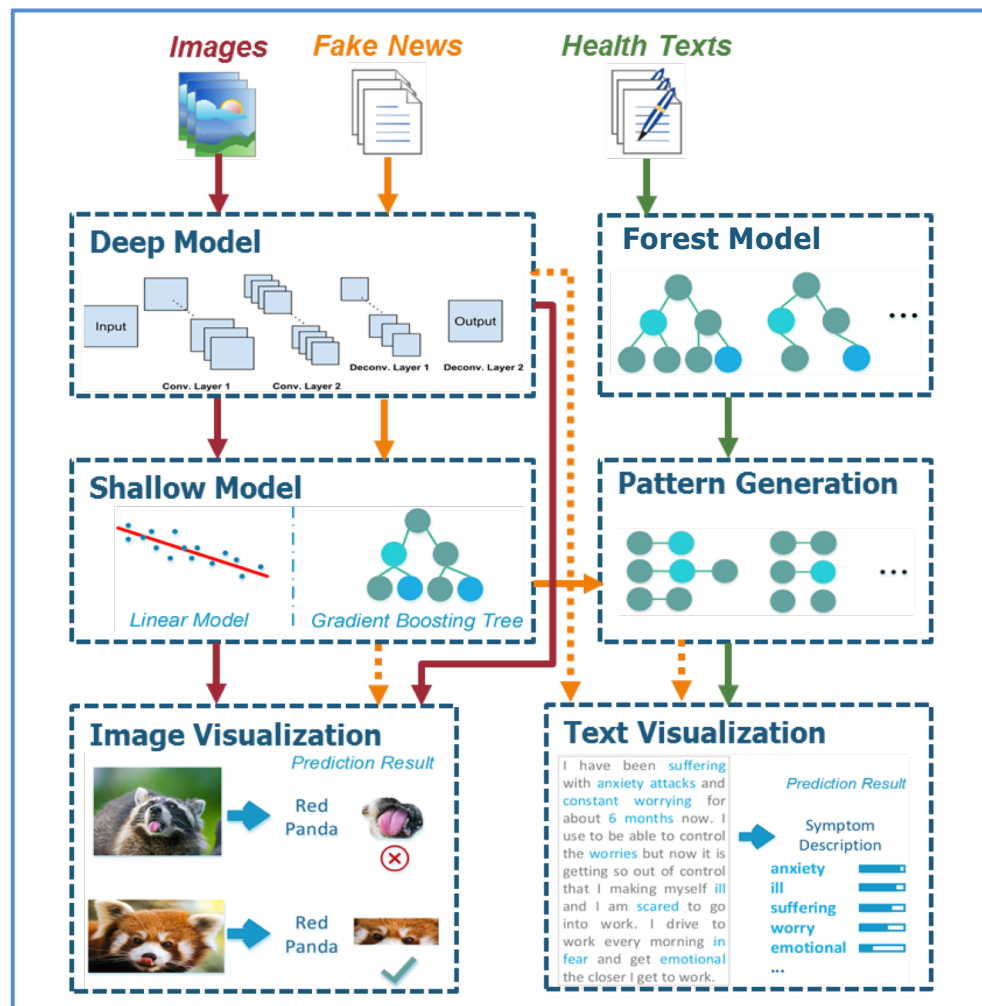 Images
Fake News
Health Texts
Deep Model
Input
Conv. Layer 1
Conv. Layer 2
Deconv. Layer 1
Output
Deconv. Layer 2
Forest Model
...
Shallow Model
Linear Model
Gradient Boosting Tree
Pattern Generation
...
Image Visualization
Prediction Result
Red
Panda
Red
Panda
Text Visualization
I have been suffering
with anxiety attacks and
constant worrying for
about 6 months now. I
use to be able to control
the worries but now it is
getting so out of control
that I making myself ill
and I am scared to go
into work. I drive to
work every morning in
fear and get emotional
the closer I get to work.
Prediction Result
Symptom
Description
anxiety
ill
suffering
worry
emotional
...